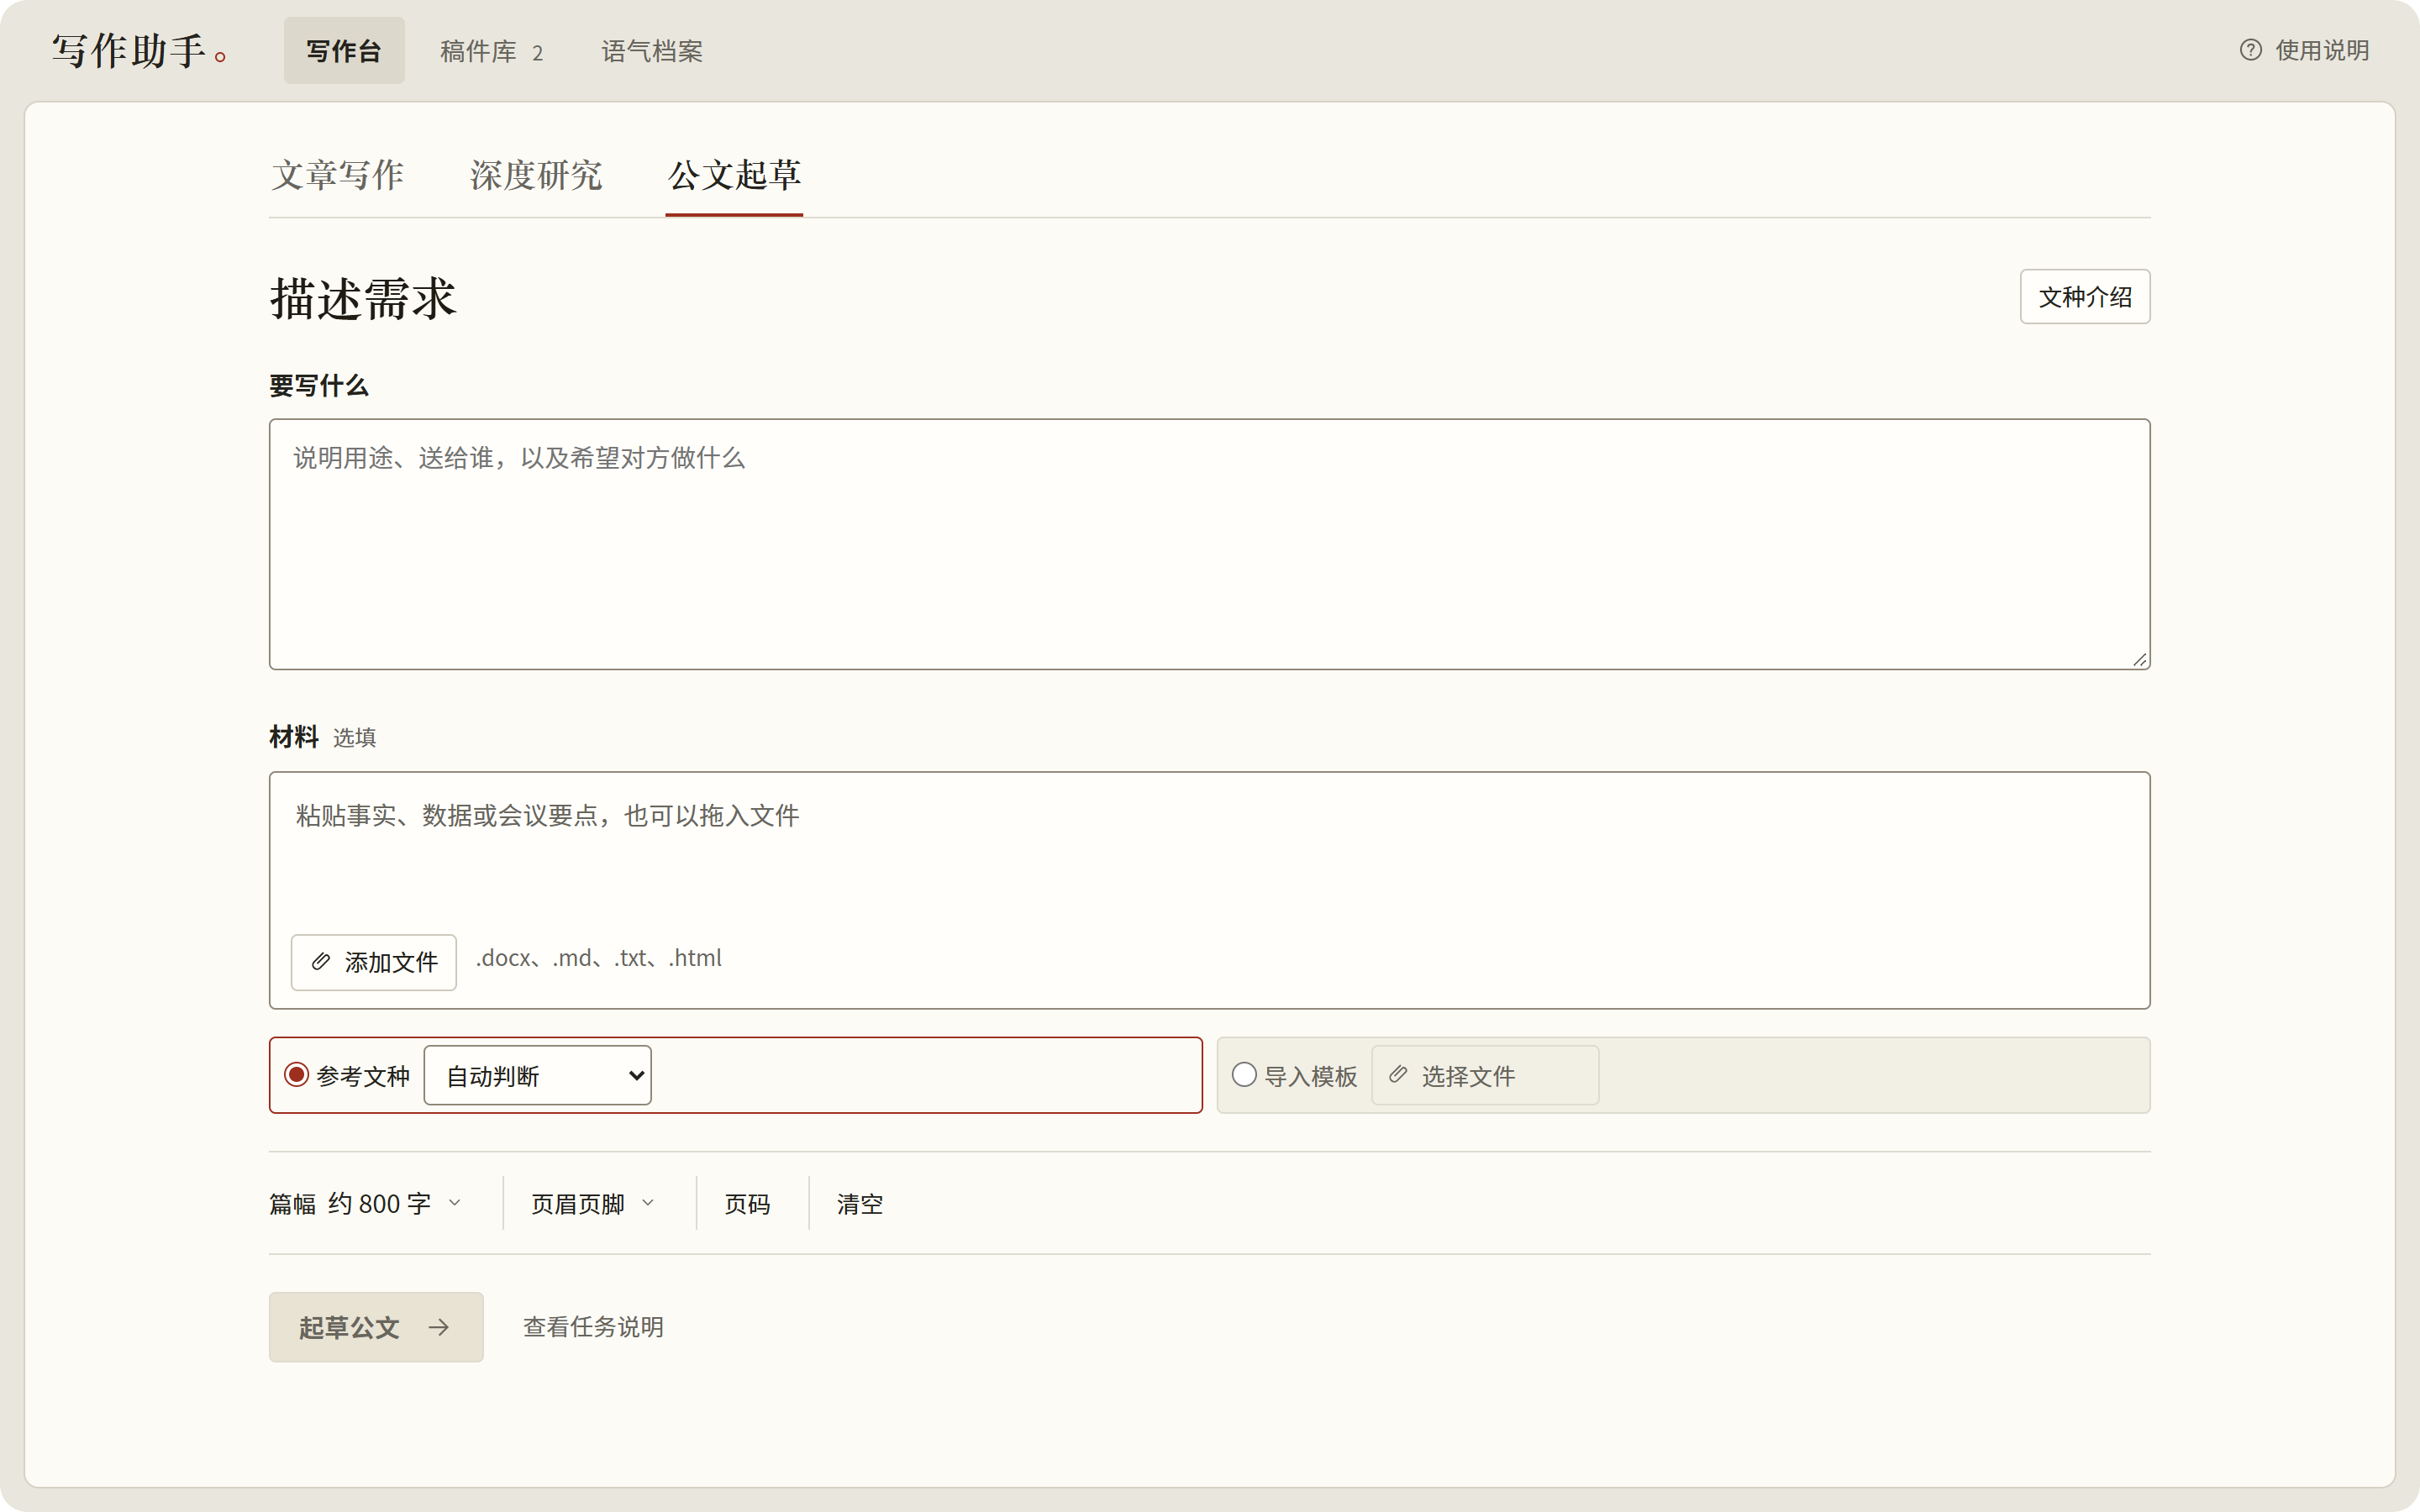 写作助手。 写作台 稿件库 2 语气档案 使用说明
文章写作 深度研究 公文起草
描述需求 文种介绍
要写什么
说明用途、送给谁，以及希望对方做什么
材料 选填
粘贴事实、数据或会议要点，也可以拖入文件
添加文件 .docx、.md、.txt、.html
参考文种 自动判断 导入模板 选择文件
篇幅 约 800 字 页眉页脚 页码 清空
起草公文 → 查看任务说明